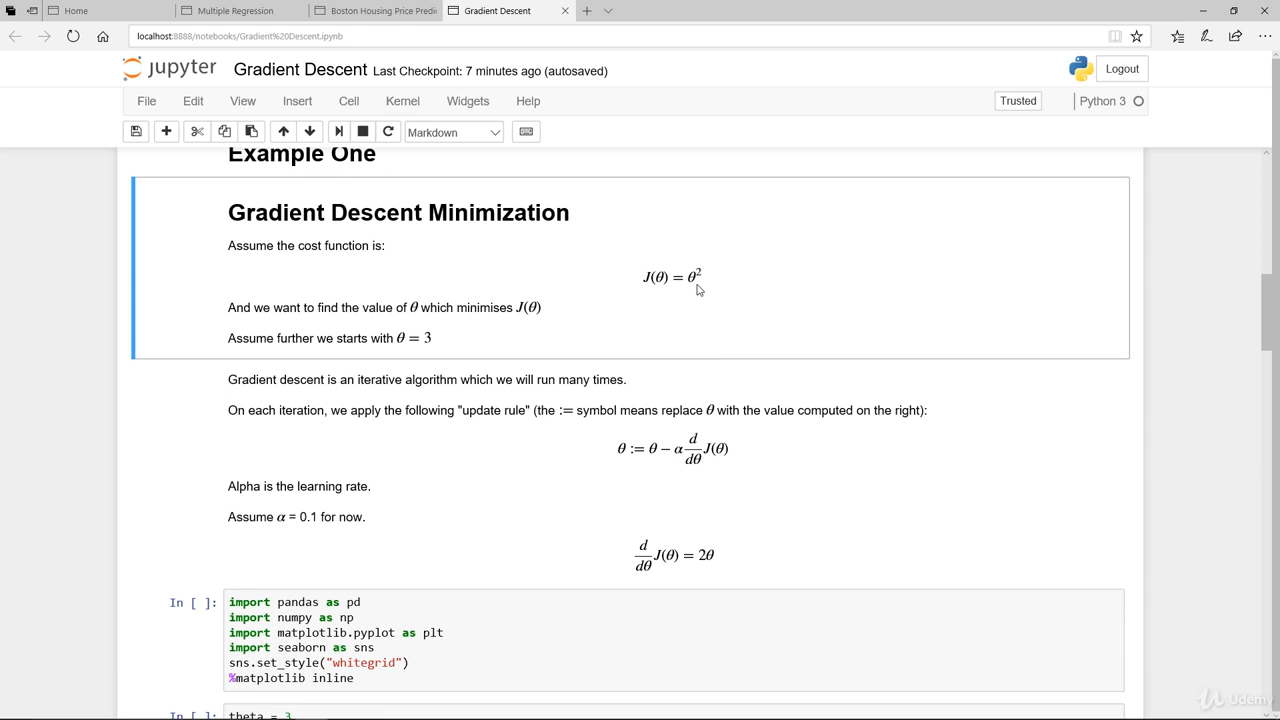 Home
Multiple Regression
Boston Housing Price Predi
Gradient Descent
localhost:8888/notebooks/Gradient%20Descent.ipynb
jupyter Gradient Descent Last Checkpoint: 7 minutes ago (autosaved)
Logout
File Edit View Insert Cell Kernel Widgets Help
Trusted
Python 3
Markdown
Example One
Gradient Descent Minimization
Assume the cost function is:
J(θ) = θ²
And we want to find the value of θ which minimises J(θ)
Assume further we starts with θ = 3
Gradient descent is an iterative algorithm which we will run many times.
On each iteration, we apply the following "update rule" (the := symbol means replace θ with the value computed on the right):
θ := θ − α d/dθ J(θ)
Alpha is the learning rate.
Assume α = 0.1 for now.
d/dθ J(θ) = 2θ
In [ ]:
import pandas as pd
import numpy as np
import matplotlib.pyplot as plt
import seaborn as sns
sns.set_style("whitegrid")
%matplotlib inline
In [ ]:
theta = 3
Udemy